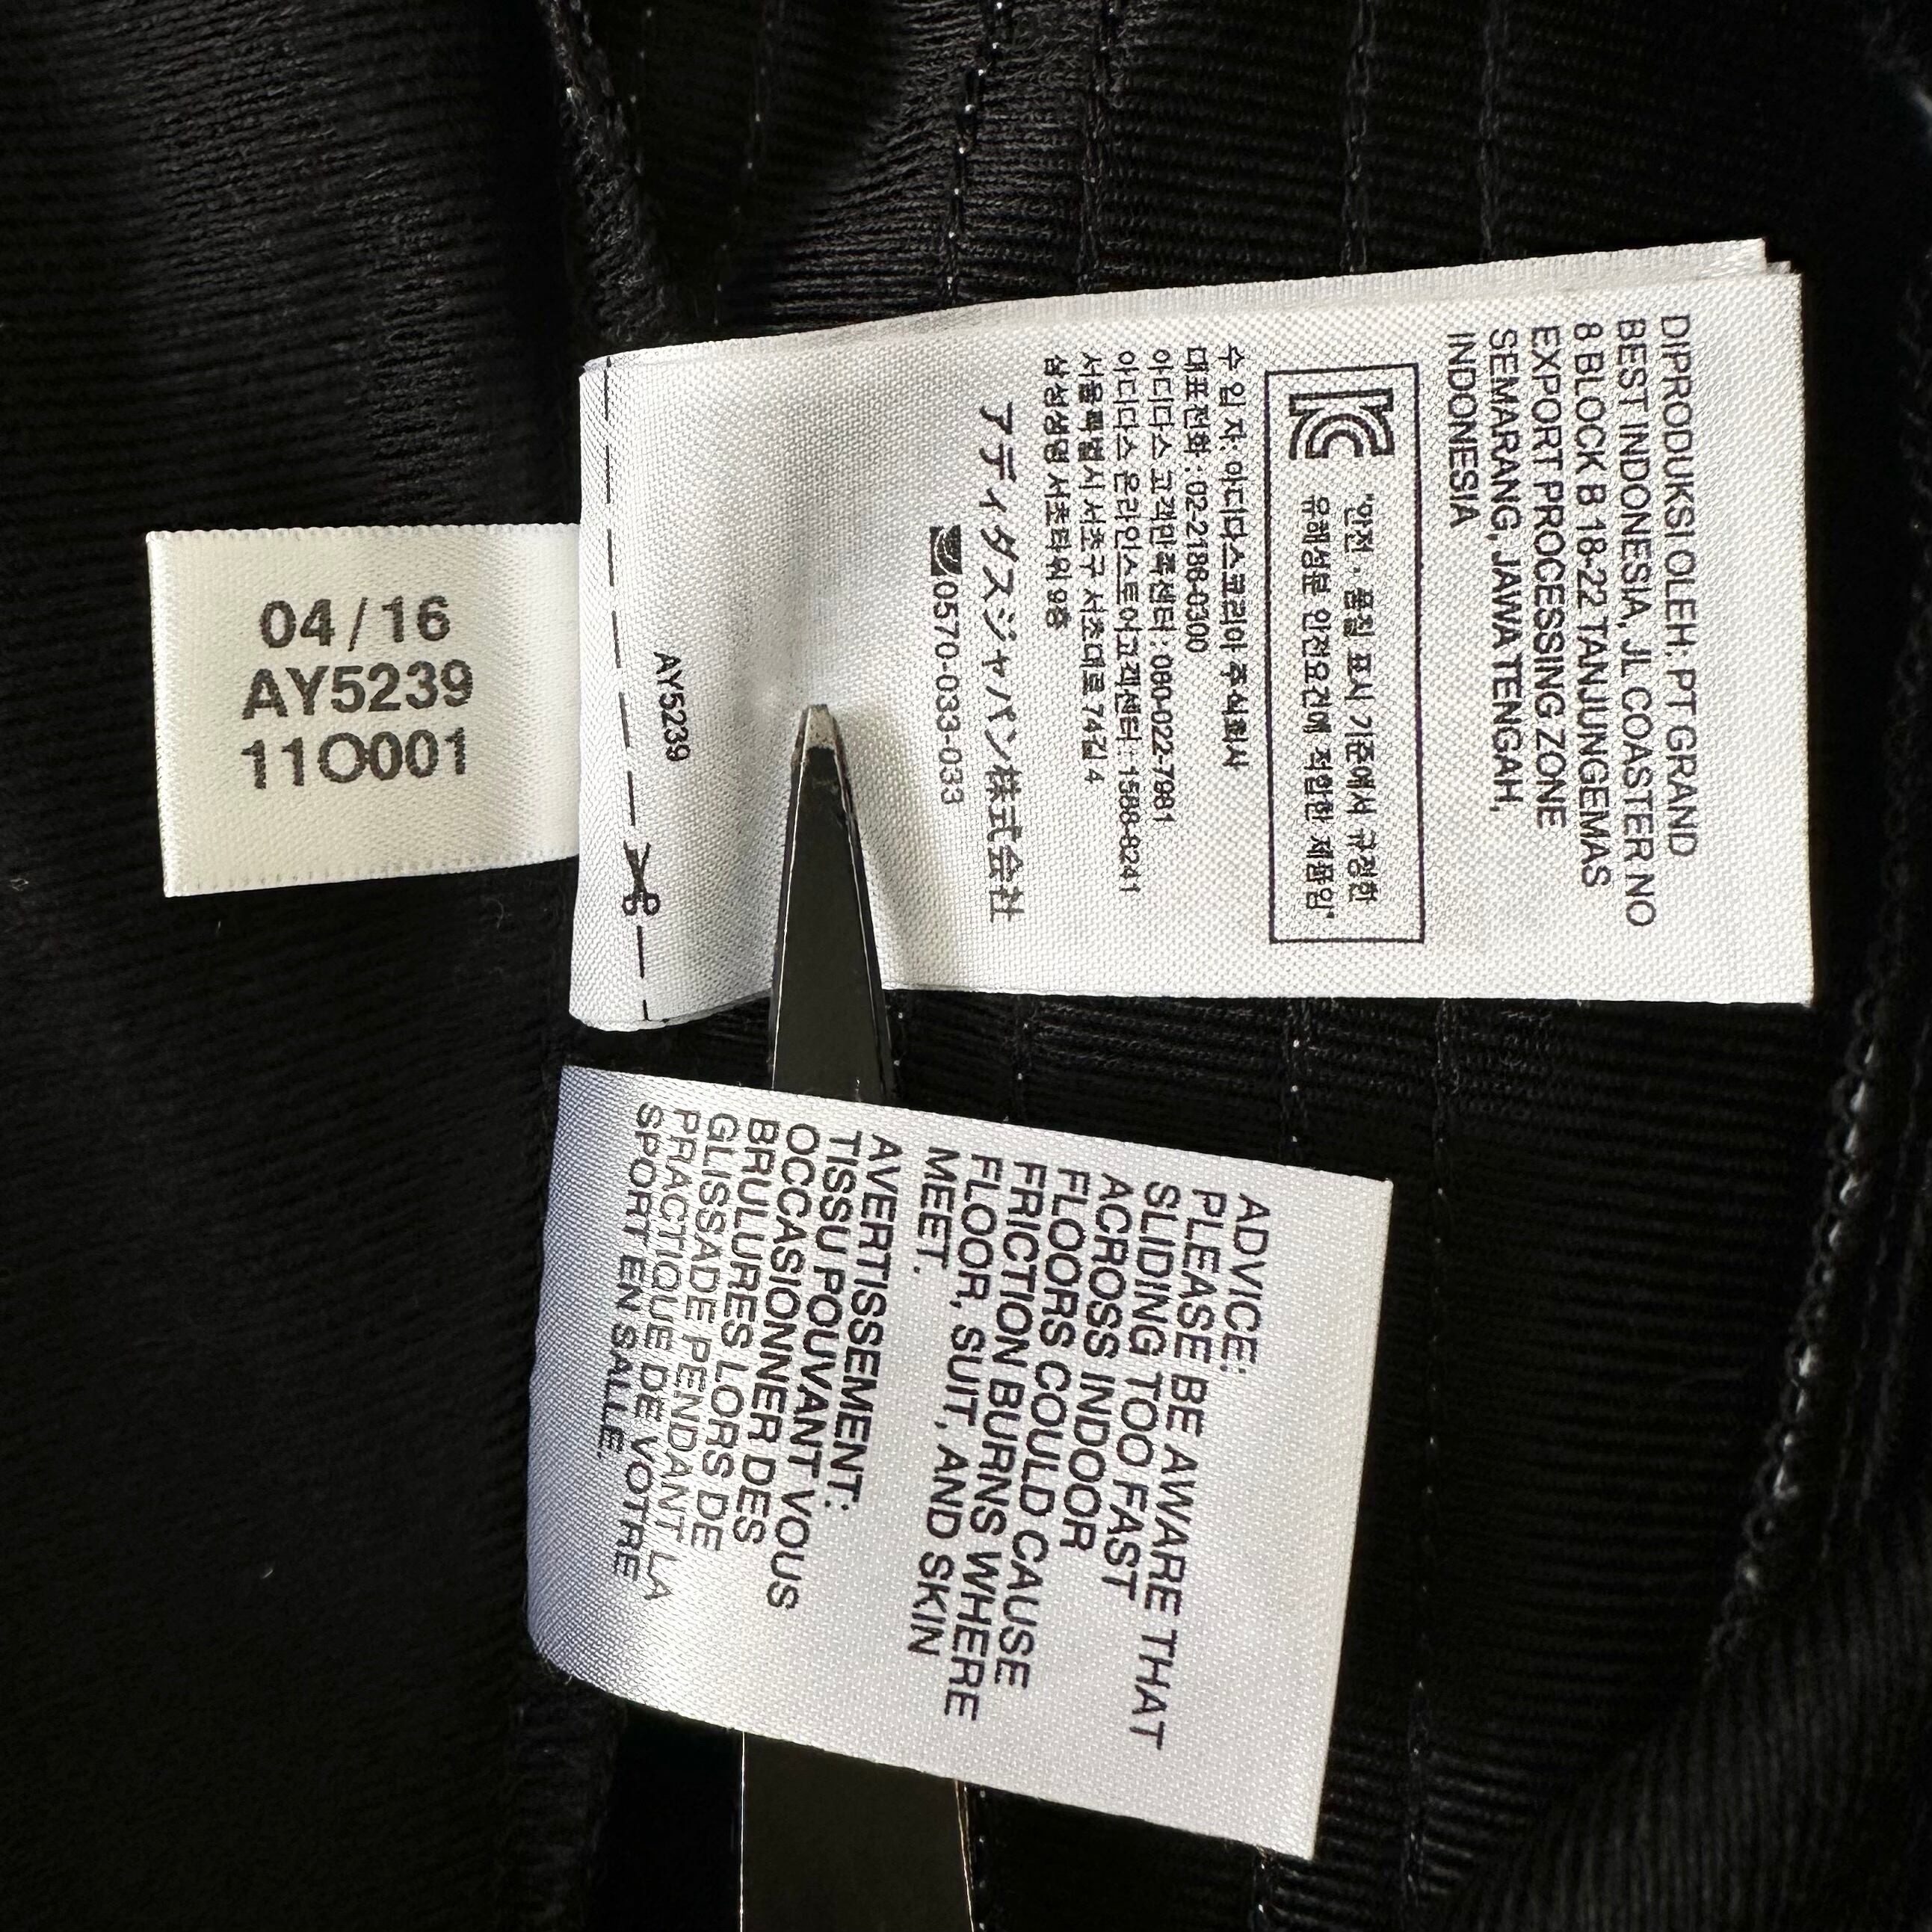 04/16
AY5239
11O001
DIPRODUKSI OLEH, PT GRAND
BEST INDONESIA, JL COASTER NO
8 BLOCK B 18-22 TANJUNGEMAS
EXPORT PROCESSING ZONE
SEMARANG, JAWA TENGAH,
INDONESIA
"안전·품질 표시 기준에서 규정한
유해성분 안전요건에 적합한 제품임"
수 입 자: 아디다스코리아 주식회사
대표전화: 02-2186-0300
아디다스 고객만족센터: 080-022-7981
아디다스 온라인스토어고객센터: 1588-8241
서울특별시 서초구 서초대로 74길 4
삼성생명 서초타워 9층
アディダスジャパン株式会社
0570-033-033
AY5239
ADVICE:
PLEASE BE AWARE THAT
SLIDING TOO FAST
ACROSS INDOOR
FLOORS COULD CAUSE
FRICTION BURNS WHERE
FLOOR, SUIT, AND SKIN
MEET.
AVERTISSEMENT:
TISSU POUVANT VOUS
OCCASIONNER DES
BRULURES LORS DE
GLISSADE PENDANT LA
PRACTIQUE DE VOTRE
SPORT EN SALLE.